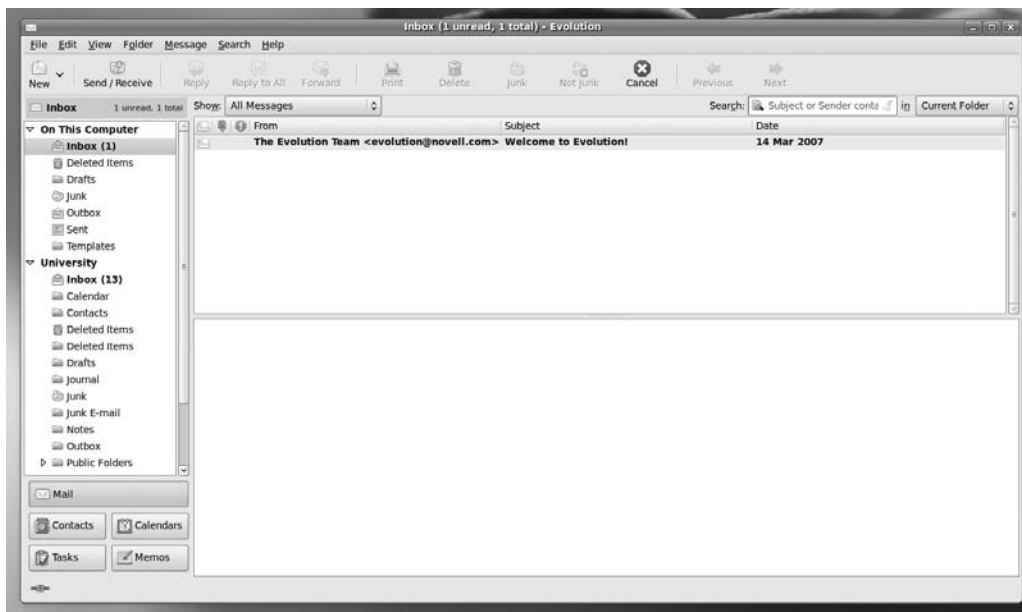 Inbox (1 unread, 1 total) - Evolution
File Edit View Folder Message Search Help
New Send / Receive Reply Reply to All Forward Print Delete Junk Not Junk Cancel Previous Next
Inbox 1 unread, 1 total Show: All Messages Search: Subject or Sender conta in Current Folder
On This Computer From Subject Date
Inbox (1) The Evolution Team <evolution@novell.com> Welcome to Evolution! 14 Mar 2007
Deleted Items
Drafts
Junk
Outbox
Sent
Templates
University
Inbox (13)
Calendar
Contacts
Deleted Items
Deleted Items
Drafts
Journal
Junk
Junk E-mail
Notes
Outbox
Public Folders
Mail
Contacts Calendars
Tasks Memos